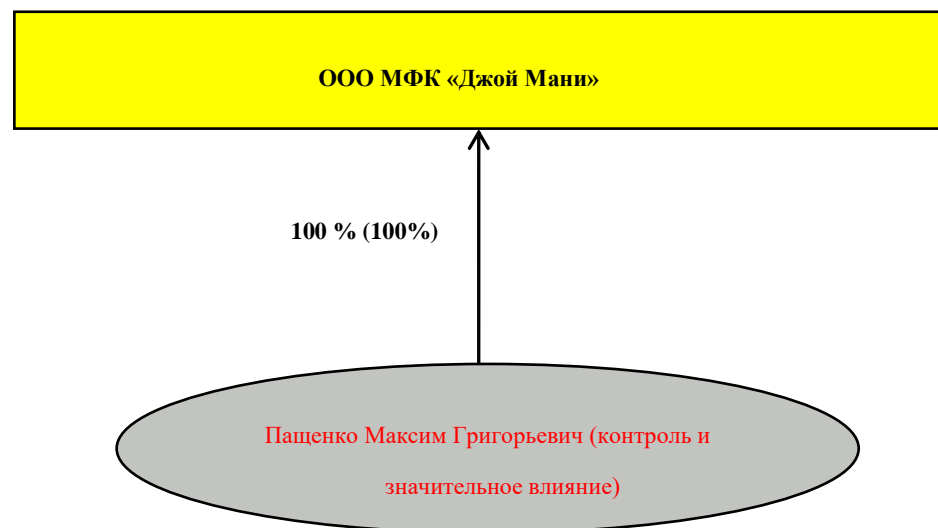 ООО МФК «Джой Мани»
100 % (100%)
Пащенко Максим Григорьевич (контроль и
значительное влияние)